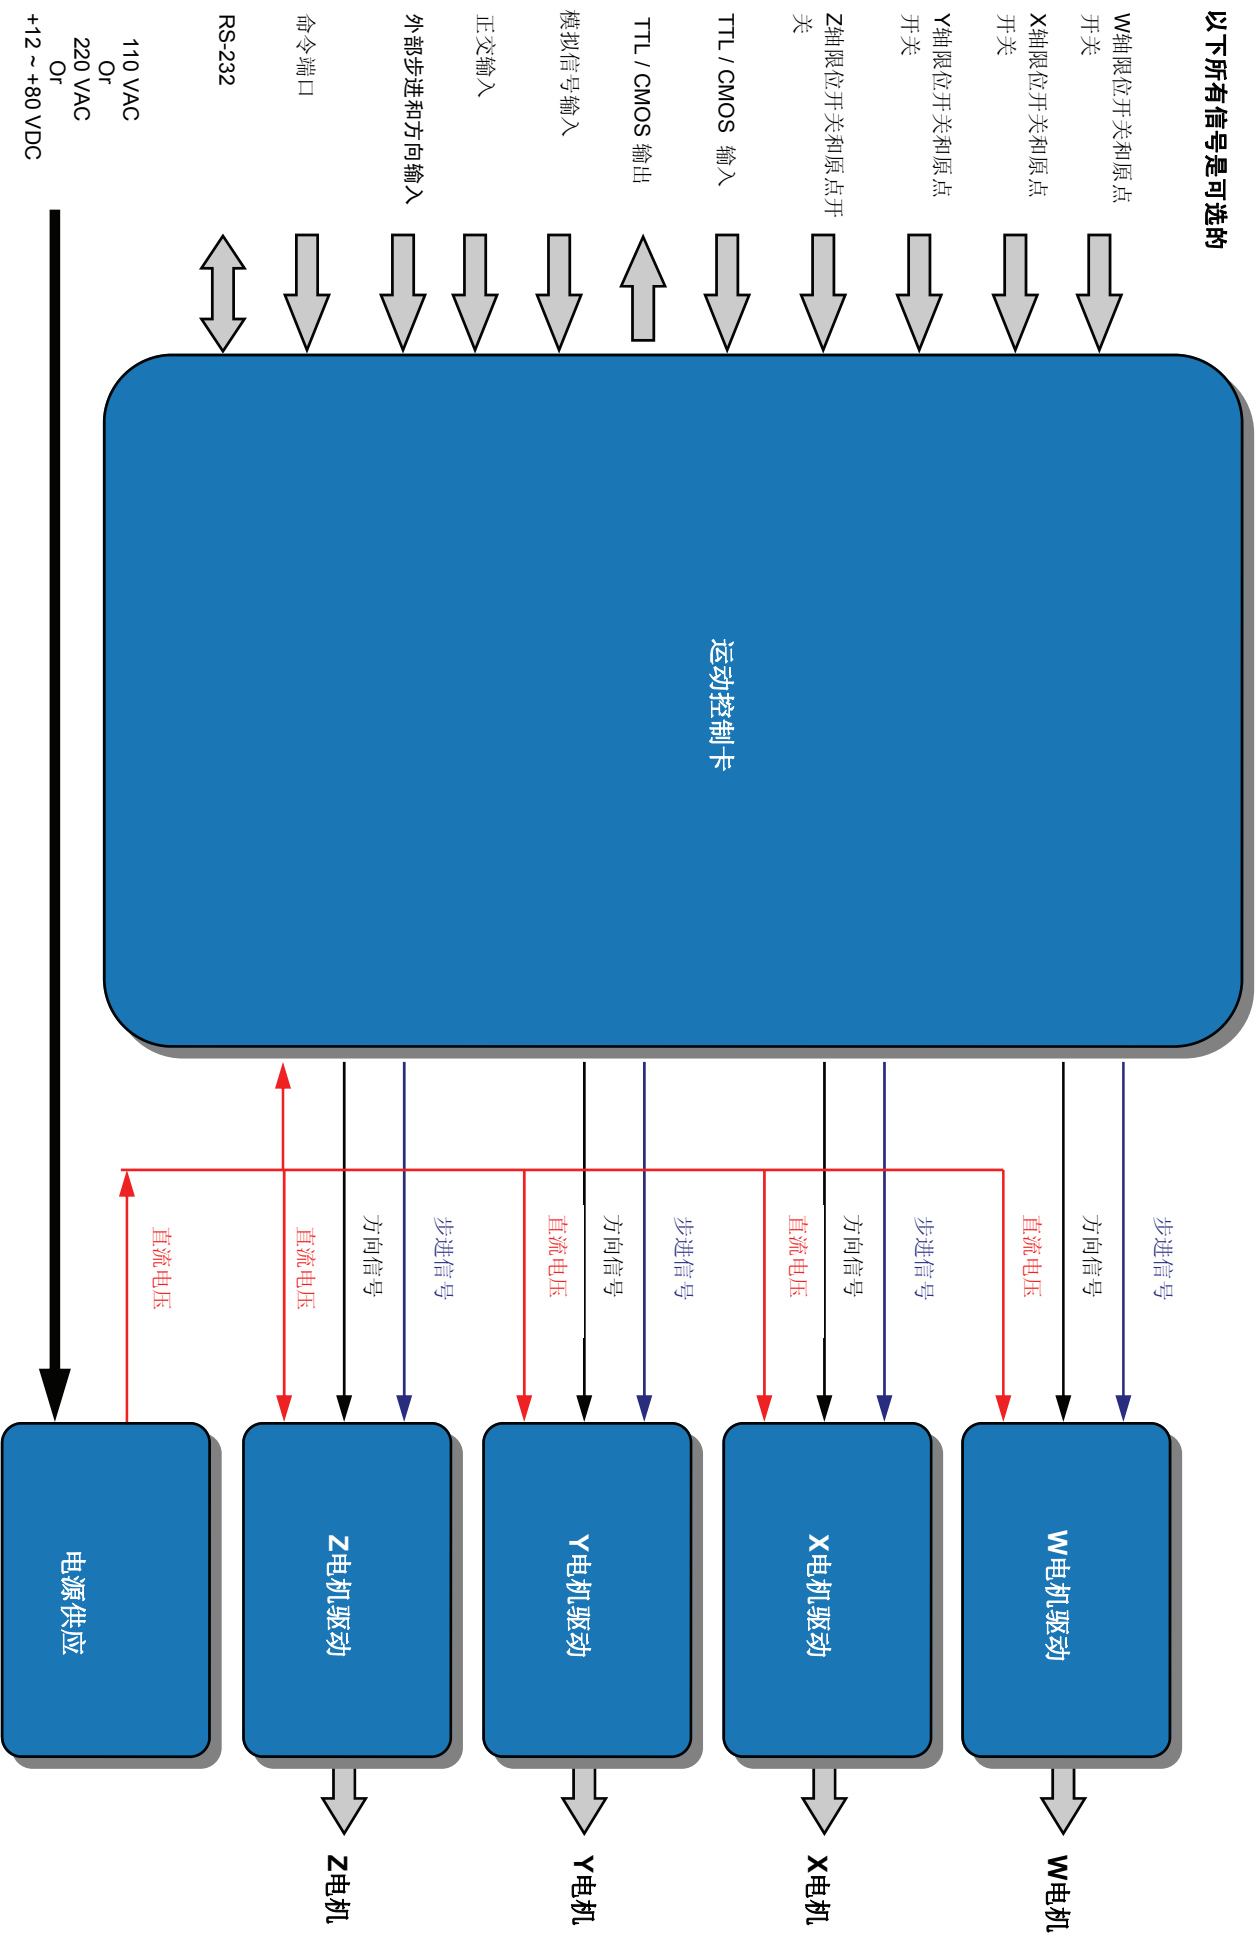 以下所有信号是可选的
W轴限位开关和原点
开关
X轴限位开关和原点
开关
Y轴限位开关和原点
开关
Z轴限位开关和原点开
关
TTL / CMOS 输入
TTL / CMOS 输出
模拟信号输入
正交输入
外部步进和方向输入
命令端口
RS-232
110 VAC
Or
220 VAC
Or
+12 ~ +80 VDC
运动控制卡
步进信号
方向信号
直流电压
步进信号
方向信号
直流电压
步进信号
方向信号
直流电压
步进信号
方向信号
直流电压
直流电压
W电机驱动
X电机驱动
Y电机驱动
Z电机驱动
电源供应
W电机
X电机
Y电机
Z电机